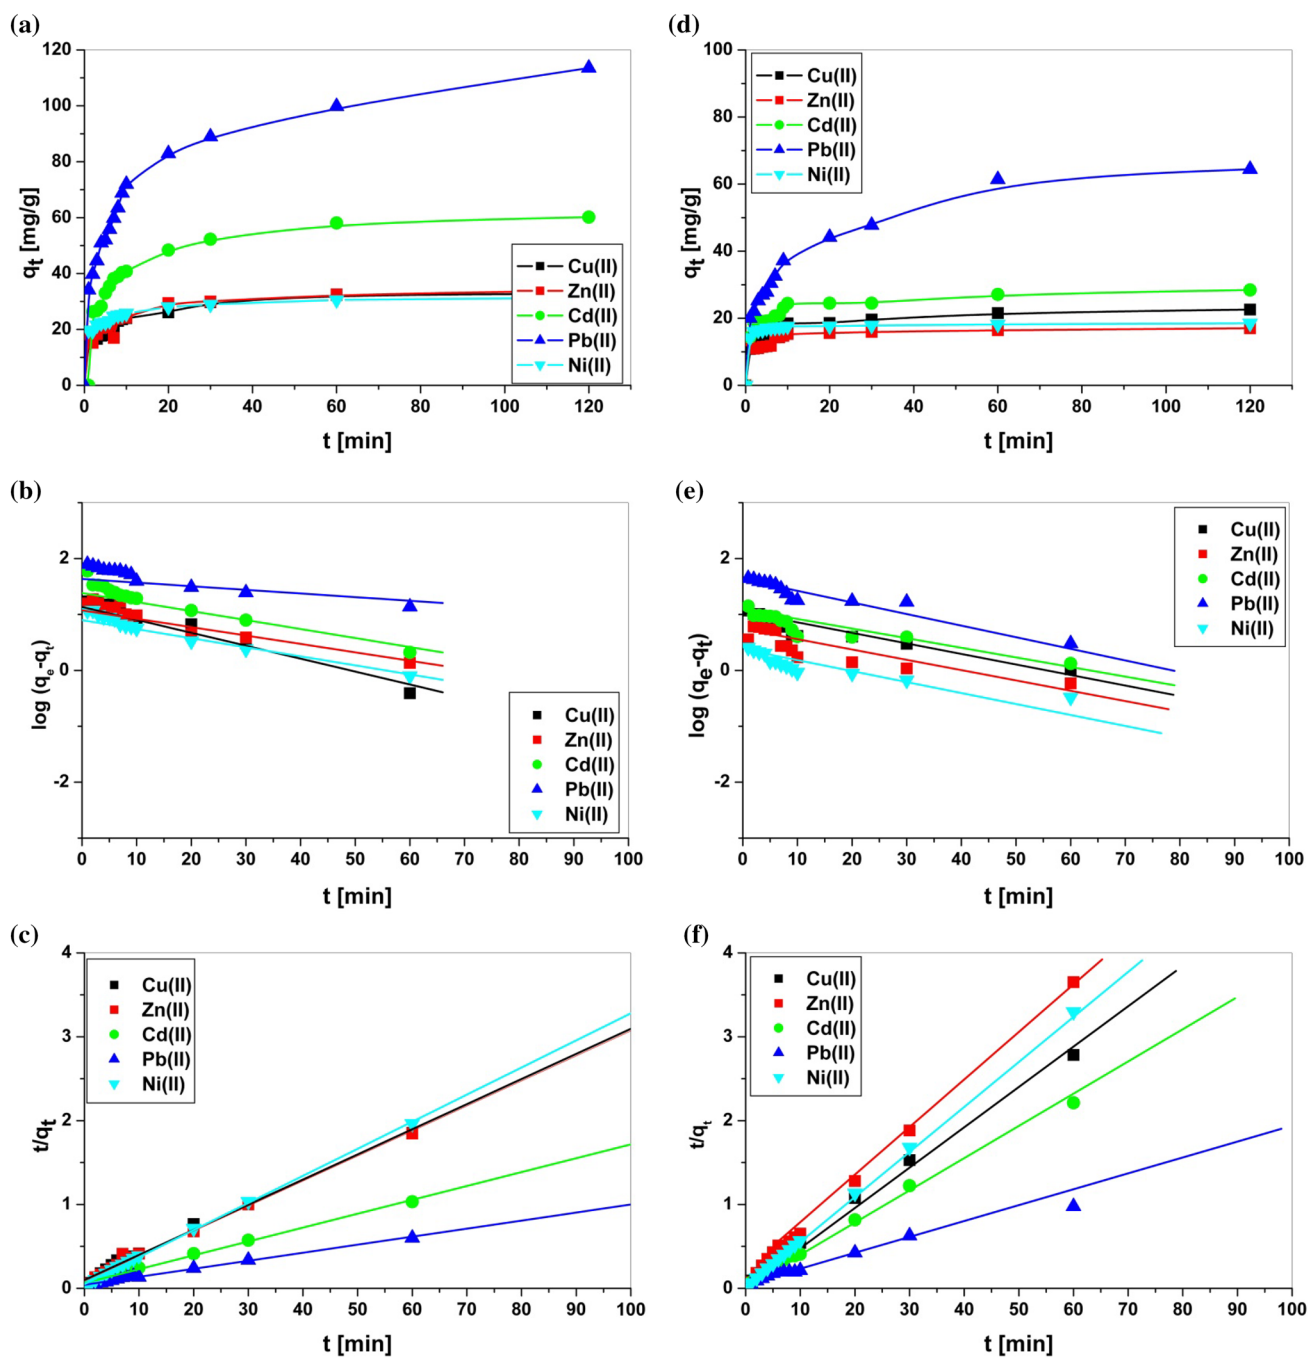 (a)
120
100
80
60
40
20
0
0 20 40 60 80 100 120
qt [mg/g]
t [min]
Cu(II)
Zn(II)
Cd(II)
Pb(II)
Ni(II)
(d)
100
80
60
40
20
0
0 20 40 60 80 100 120
qt [mg/g]
t [min]
Cu(II)
Zn(II)
Cd(II)
Pb(II)
Ni(II)
(b)
2
0
-2
0 10 20 30 40 50 60 70 80 90 100
log (qe-qt)
t [min]
Cu(II)
Zn(II)
Cd(II)
Pb(II)
Ni(II)
(e)
2
0
-2
0 10 20 30 40 50 60 70 80 90 100
log (qe-qt)
t [min]
Cu(II)
Zn(II)
Cd(II)
Pb(II)
Ni(II)
(c)
4
3
2
1
0
0 10 20 30 40 50 60 70 80 90 100
t/qt
t [min]
Cu(II)
Zn(II)
Cd(II)
Pb(II)
Ni(II)
(f)
4
3
2
1
0
0 10 20 30 40 50 60 70 80 90 100
t/qt
t [min]
Cu(II)
Zn(II)
Cd(II)
Pb(II)
Ni(II)